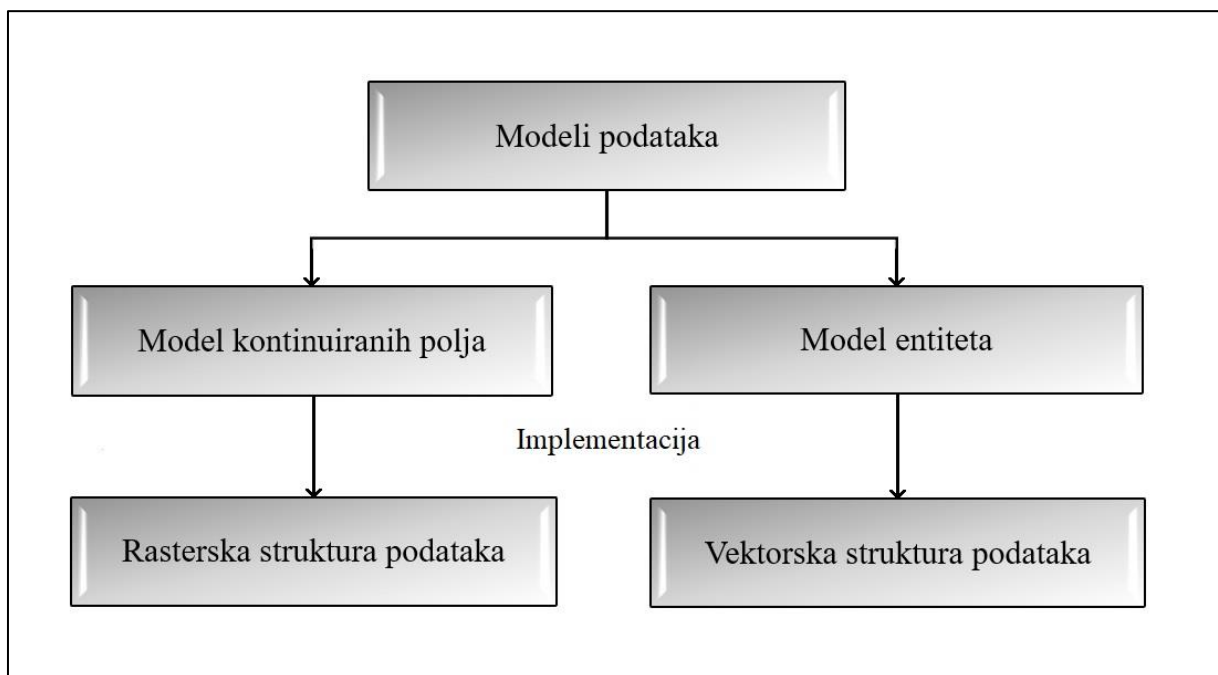 Modeli podataka
Model kontinuiranih polja
Model entiteta
Implementacija
Rasterska struktura podataka
Vektorska struktura podataka